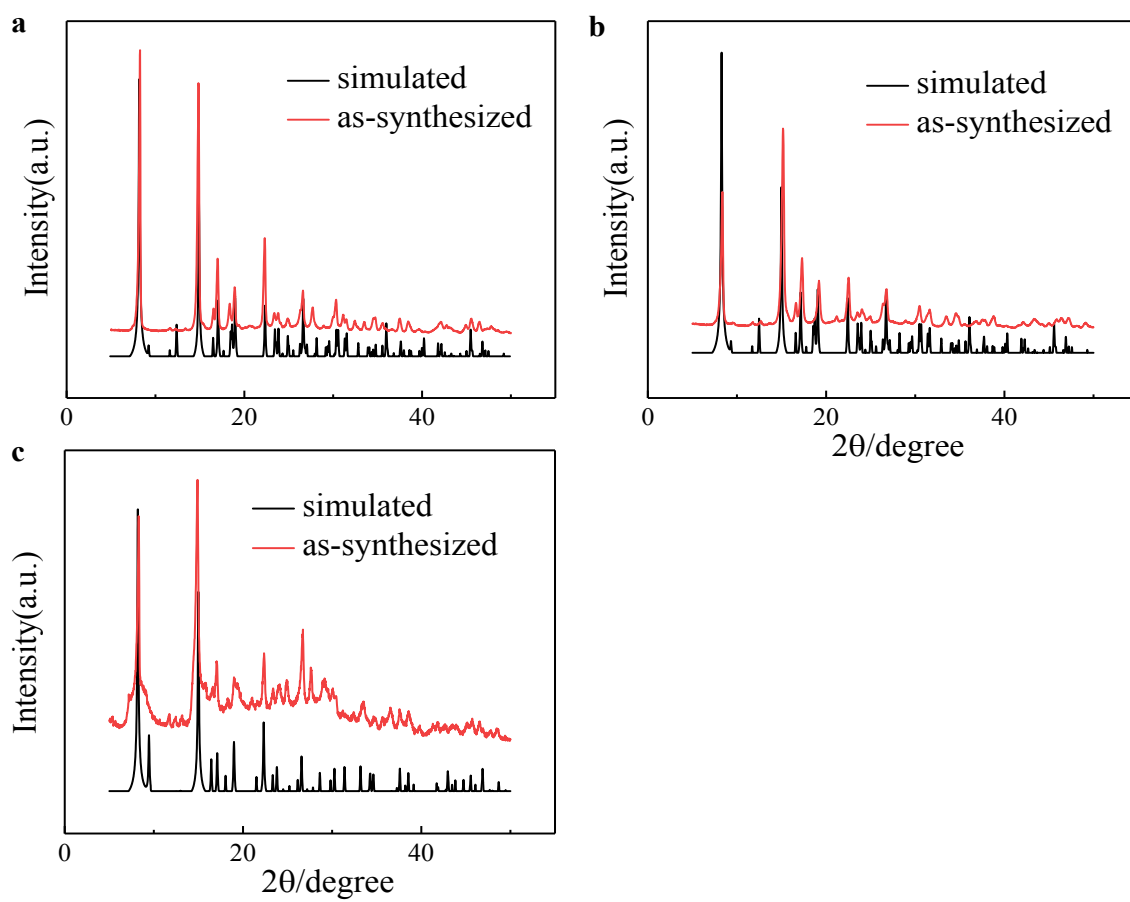 a
simulated
as-synthesized
Intensity(a.u.)
0
20
40
b
simulated
as-synthesized
Intensity(a.u.)
0
20
40
2θ/degree
c
simulated
as-synthesized
Intensity(a.u.)
0
20
40
2θ/degree